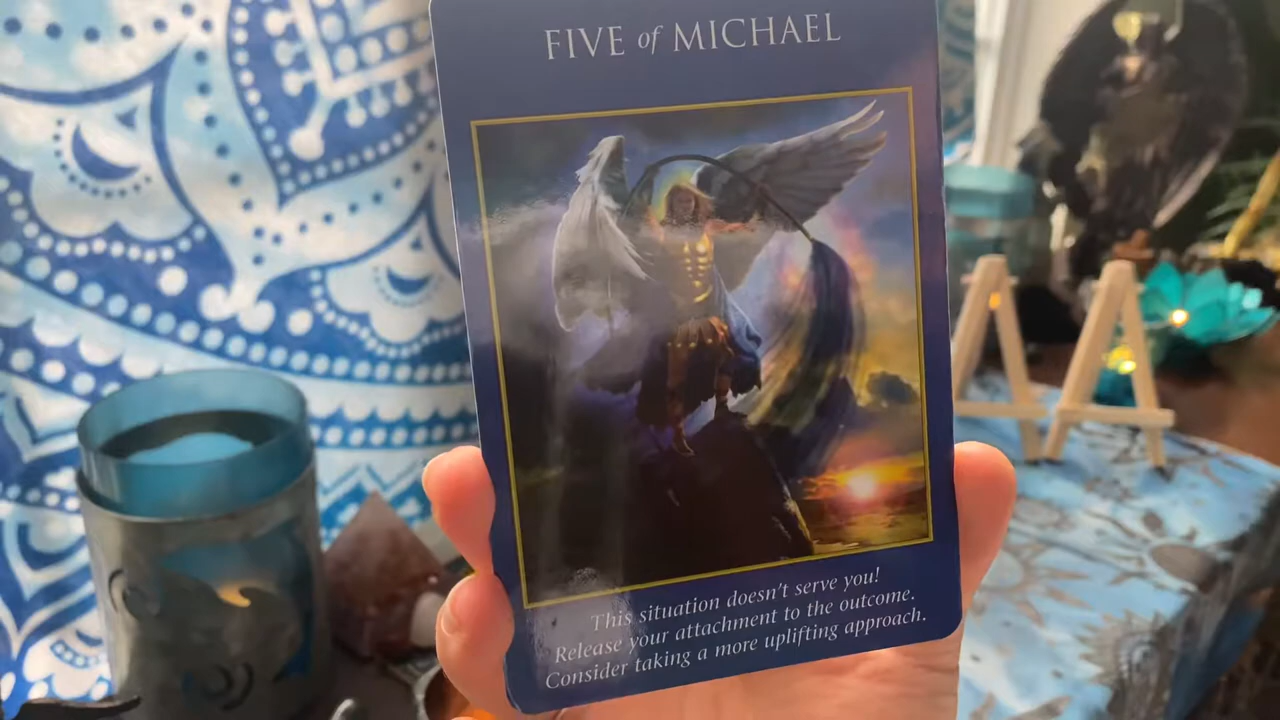 FIVE of MICHAEL
This situation doesn't serve you!
Release your attachment to the outcome.
Consider taking a more uplifting approach.